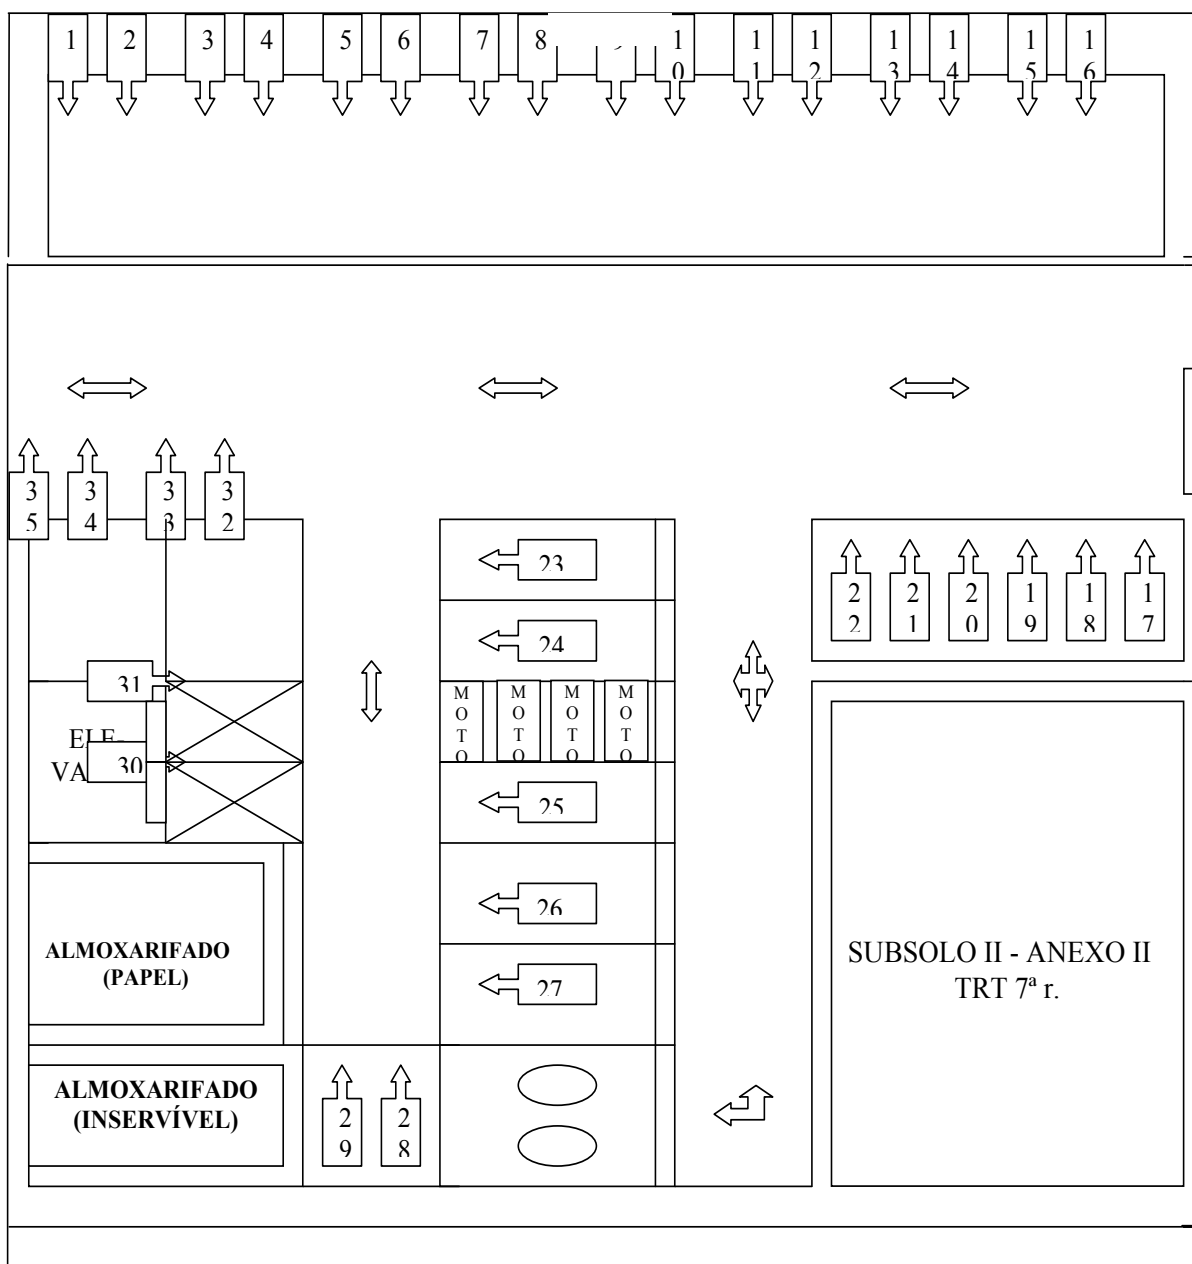 1 2 3 4 5 6 7 8 10 11 12 13 14 15 16
35 34 33 32
23
22 21 20 19 18 17
24
31
MOTO MOTO MOTO MOTO
ELE-
VA
30
25
26
ALMOXARIFADO
(PAPEL)
SUBSOLO II - ANEXO II
TRT 7ª r.
27
ALMOXARIFADO
(INSERVÍVEL)
29 28